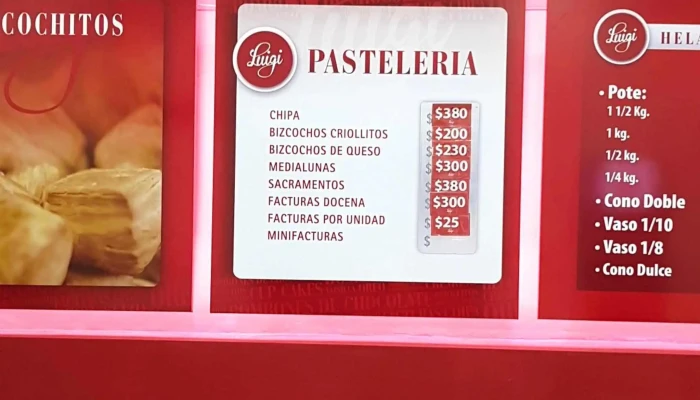 COCHITOS
Luigi
PASTELERIA
CHIPA $380
BIZCOCHOS CRIOLLITOS $200
BIZCOCHOS DE QUESO $230
MEDIALUNAS $300
SACRAMENTOS $380
FACTURAS DOCENA $300
FACTURAS POR UNIDAD $25
MINIFACTURAS $
Luigi
HELA
• Pote:
1 1/2 Kg.
1 kg.
1/2 kg.
1/4 kg.
• Cono Doble
• Vaso 1/10
• Vaso 1/8
• Cono Dulce